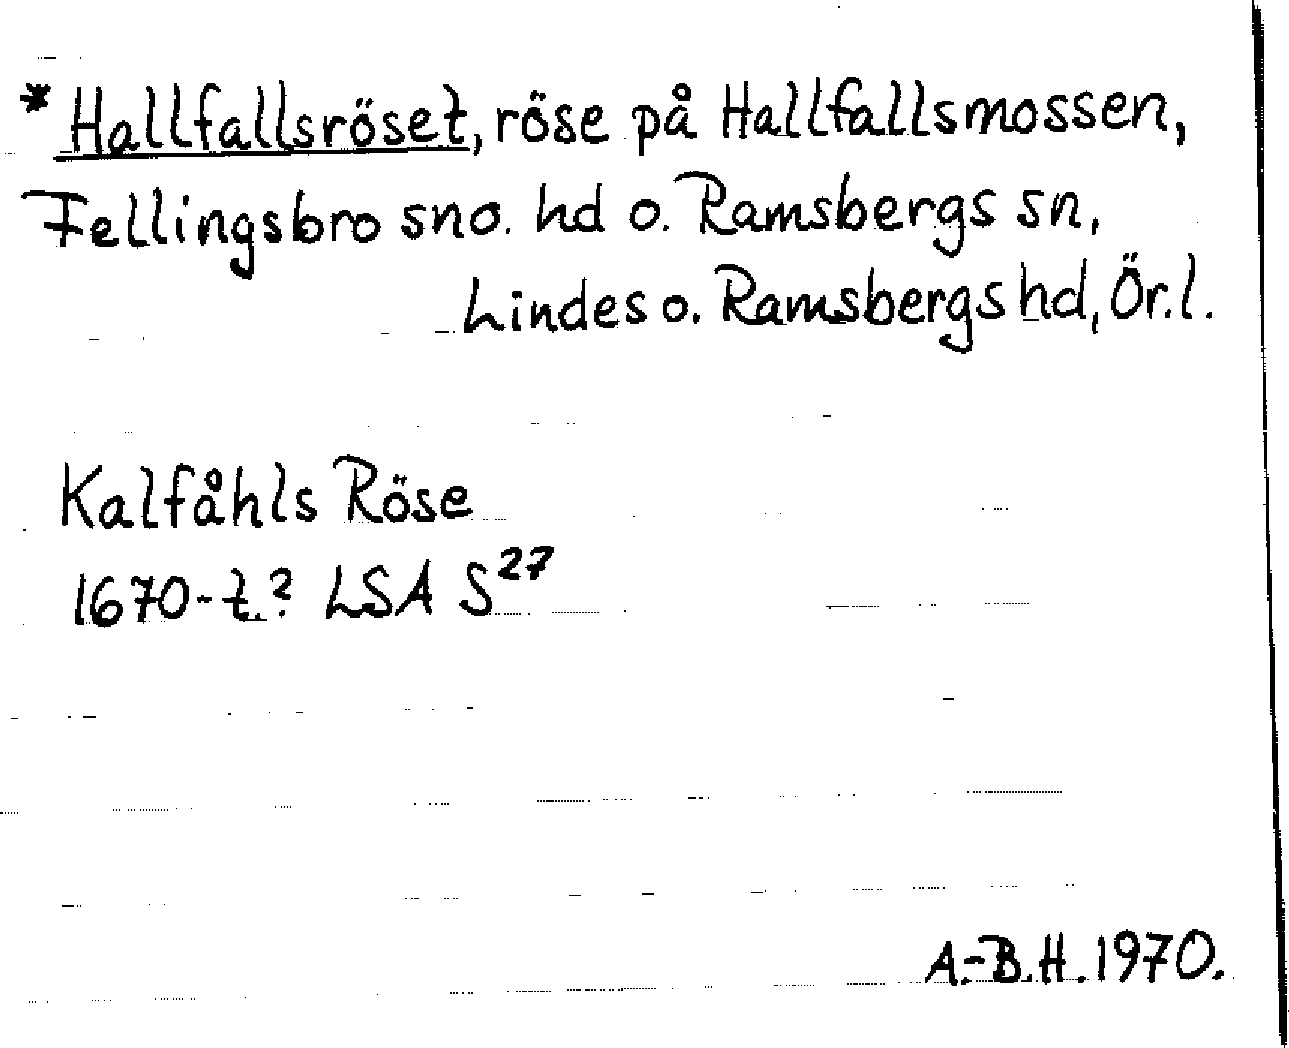 *Hallfallsröset, röse på Hallfallsmossen,
Fellingsbro sno. hd o. Ramsbergs sn,
Lindes o. Ramsbergs hd, Ör.l.
Kalfåhls Röse
1670-t.? LSA S²⁷
A.-B.H. 1970.